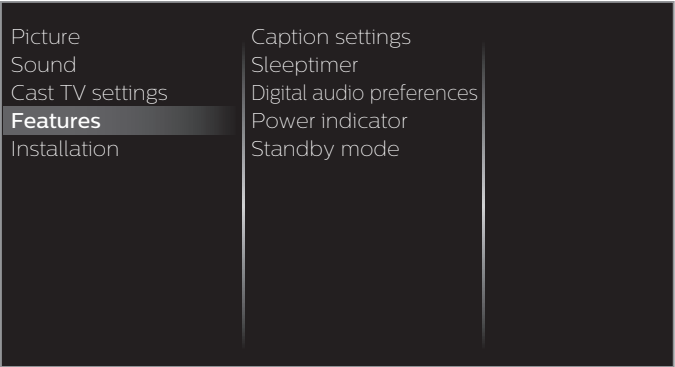 Picture
Sound
Cast TV settings
Features
Installation
Caption settings
Sleeptimer
Digital audio preferences
Power indicator
Standby mode